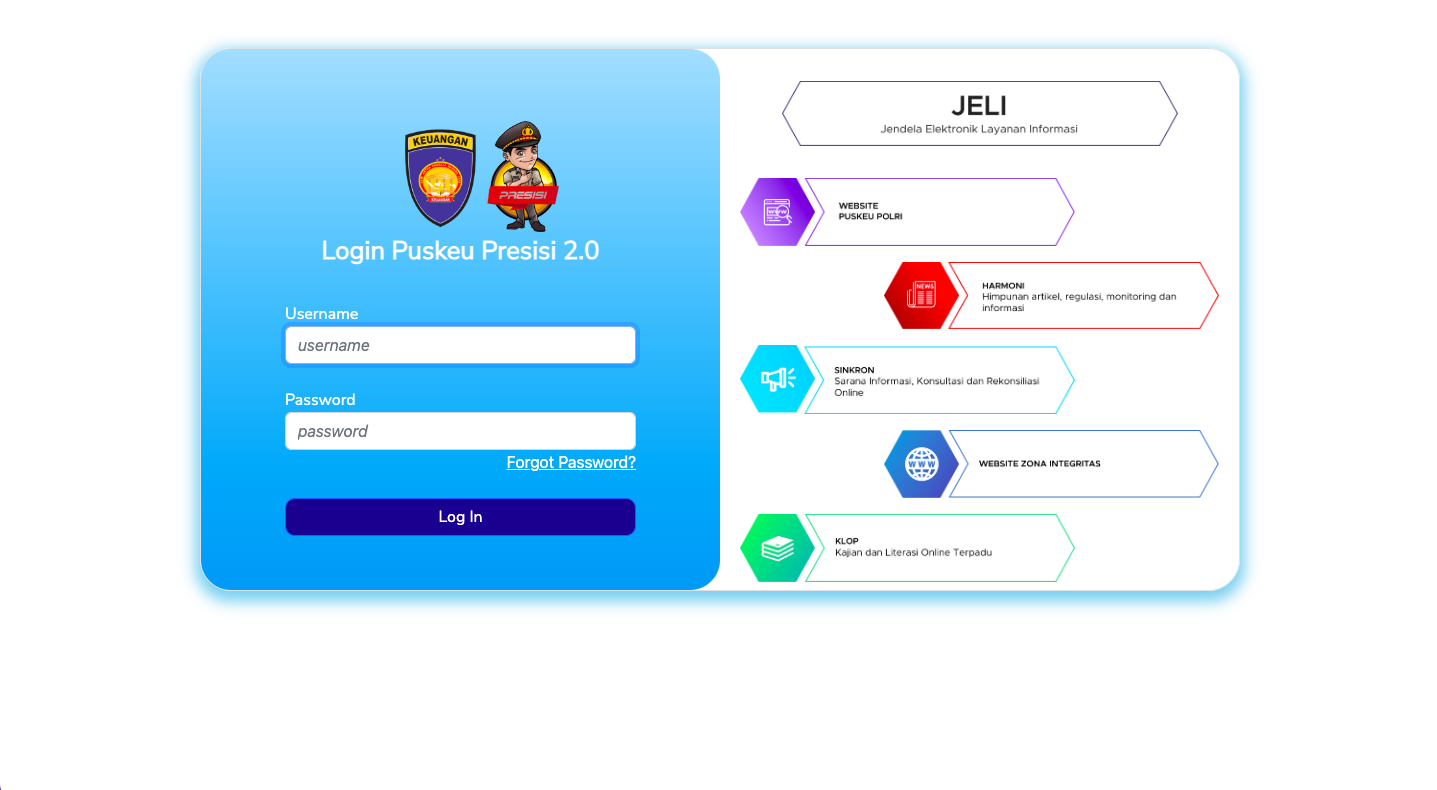 KEUANGAN
KEUANGAN
PRESISI
Login Puskeu Presisi 2.0
Username
username
Password
password
Forgot Password?
Log In
JELI
Jendela Elektronik Layanan Informasi
WWW
WEBSITE
PUSKEU POLRI
NEWS
HARMONI
Himpunan artikel, regulasi, monitoring dan
informasi
SINKRON
Sarana Informasi, Konsultasi dan Rekonsiliasi
Online
WWW
WEBSITE ZONA INTEGRITAS
KLOP
Kajian dan Literasi Online Terpadu